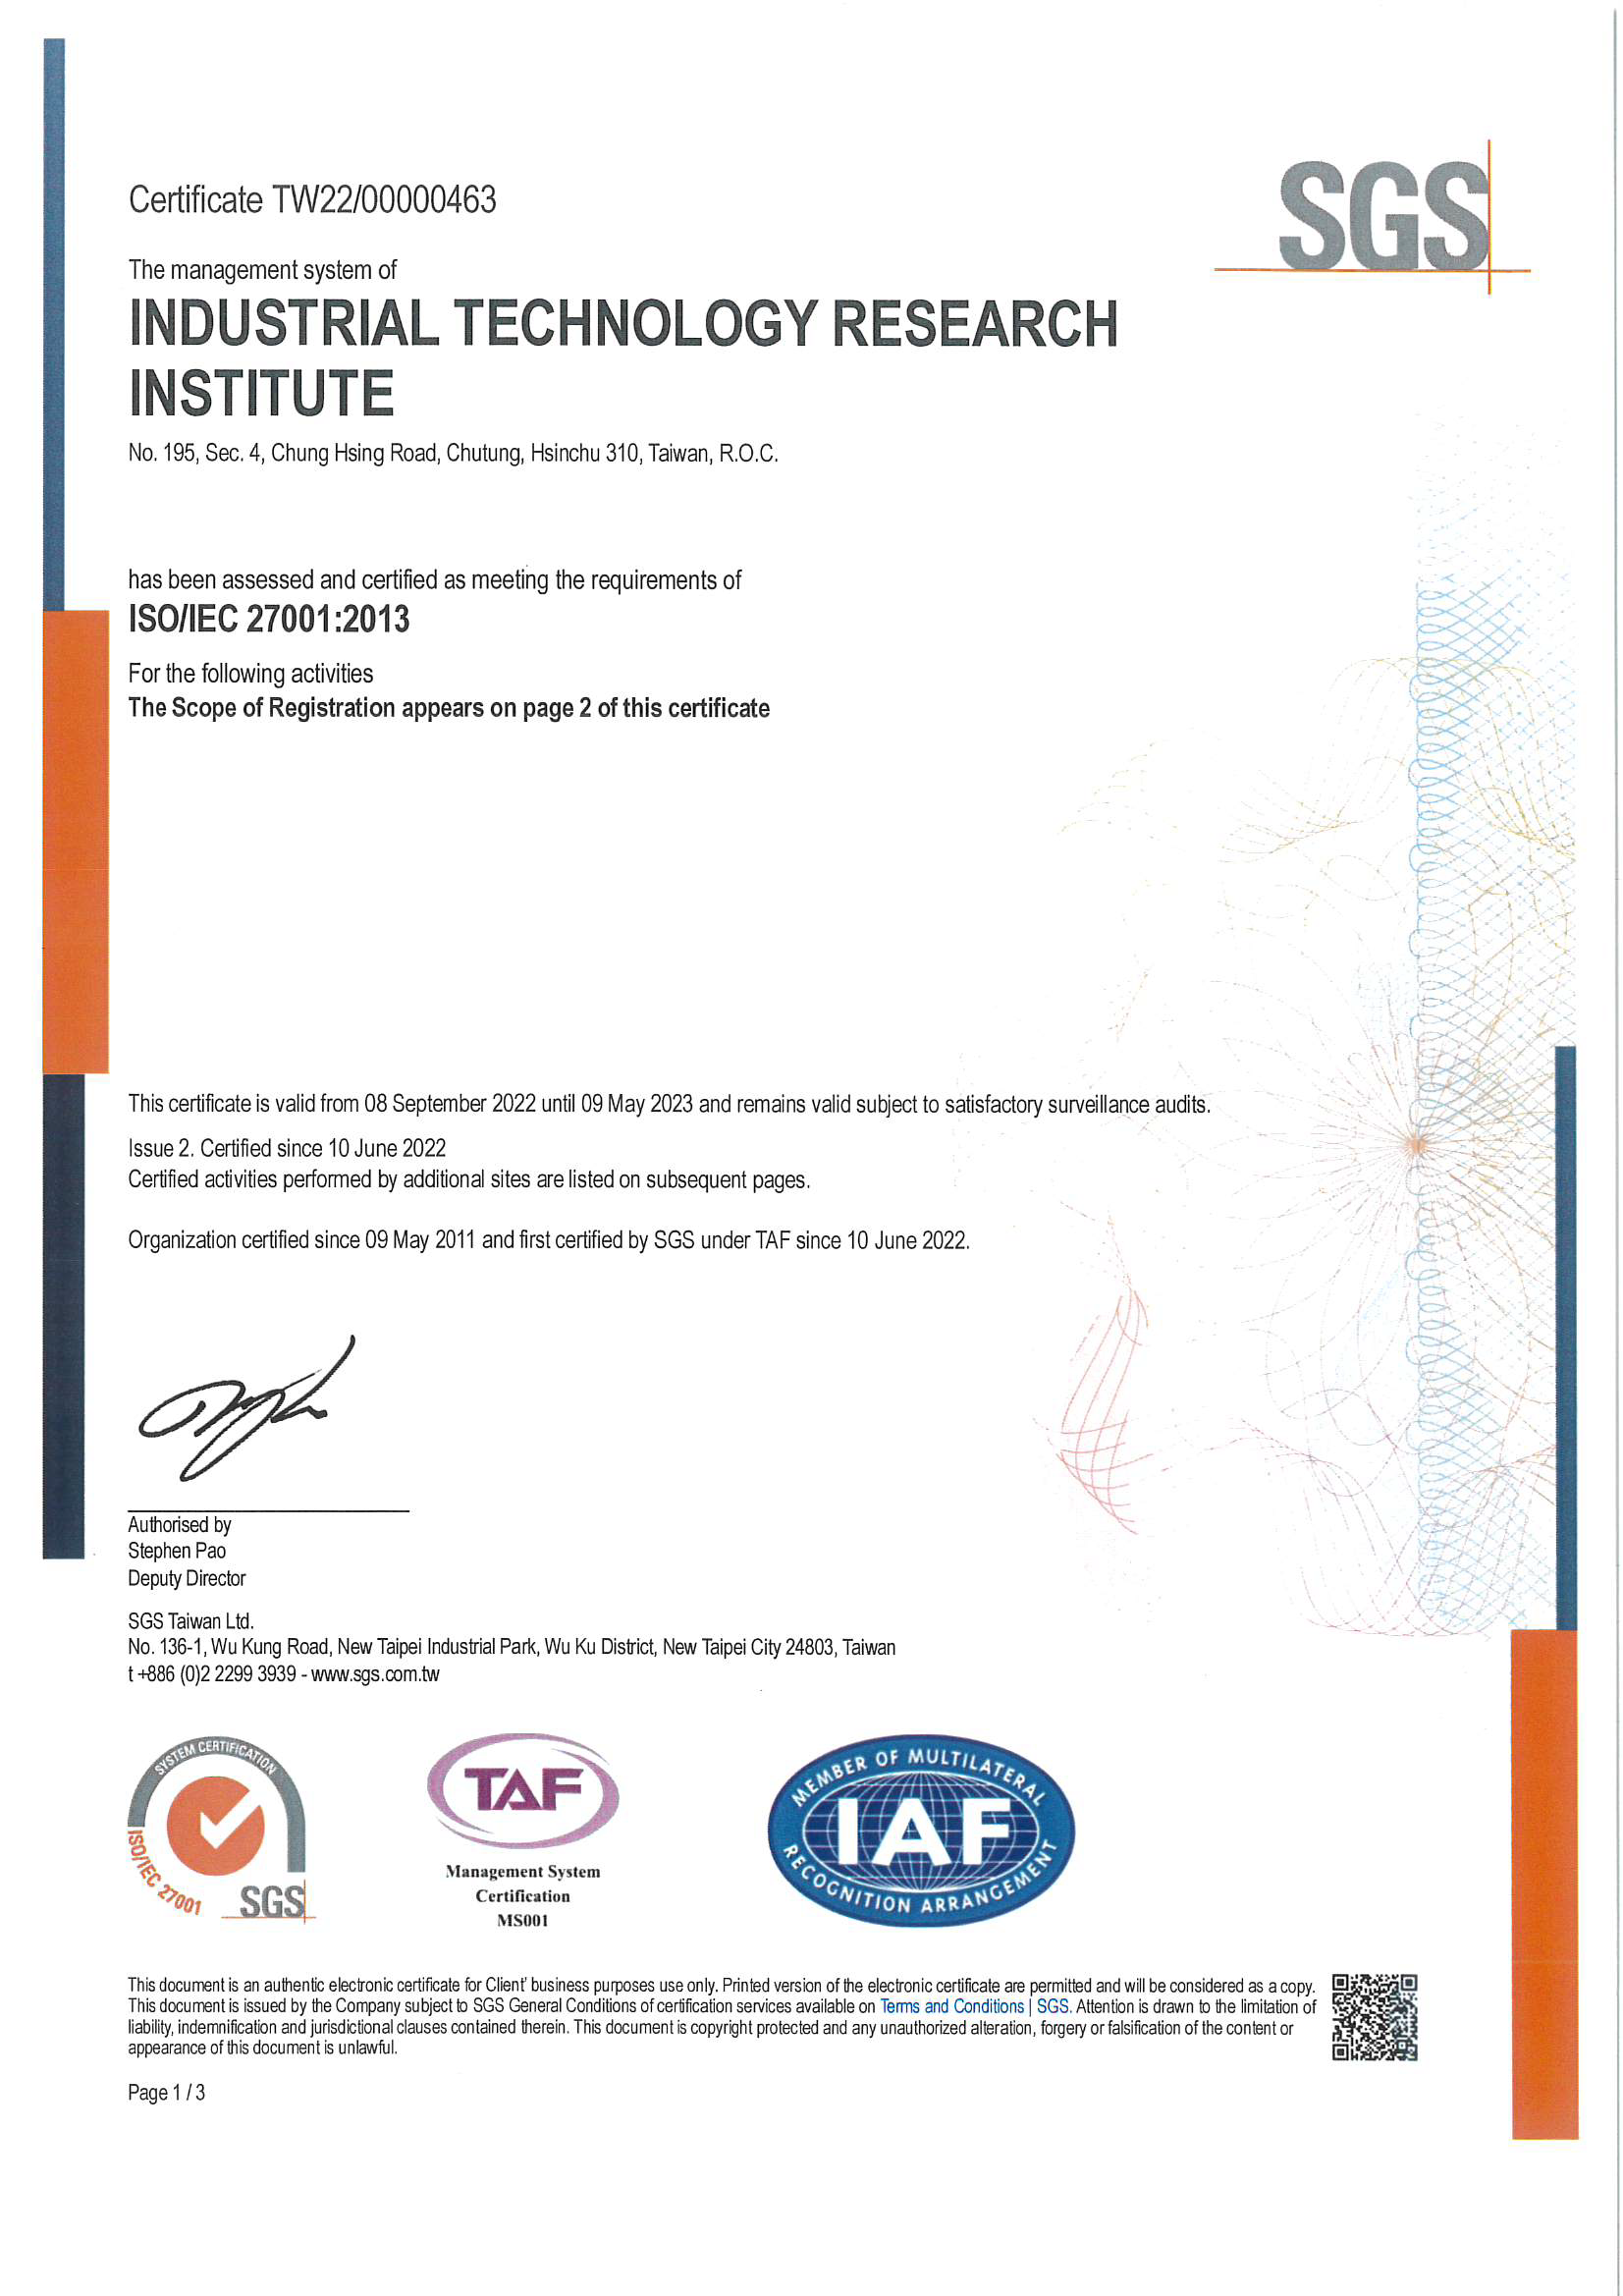 Certificate TW22/00000463
SGS
The management system of
INDUSTRIAL TECHNOLOGY RESEARCH
INSTITUTE
No. 195, Sec. 4, Chung Hsing Road, Chutung, Hsinchu 310, Taiwan, R.O.C.
has been assessed and certified as meeting the requirements of
ISO/IEC 27001:2013
For the following activities
The Scope of Registration appears on page 2 of this certificate
This certificate is valid from 08 September 2022 until 09 May 2023 and remains valid subject to satisfactory surveillance audits.
Issue 2. Certified since 10 June 2022
Certified activities performed by additional sites are listed on subsequent pages.
Organization certified since 09 May 2011 and first certified by SGS under TAF since 10 June 2022.
Authorised by
Stephen Pao
Deputy Director
SGS Taiwan Ltd.
No. 136-1, Wu Kung Road, New Taipei Industrial Park, Wu Ku District, New Taipei City 24803, Taiwan
t +886 (0)2 2299 3939 - www.sgs.com.tw
SYSTEM CERTIFICATION
ISO/IEC 27001
SGS
TAF
Management System
Certification
MS001
MEMBER OF MULTILATERAL
IAF
RECOGNITION ARRANGEMENT
This document is an authentic electronic certificate for Client' business purposes use only. Printed version of the electronic certificate are permitted and will be considered as a copy.
This document is issued by the Company subject to SGS General Conditions of certification services available on Terms and Conditions | SGS. Attention is drawn to the limitation of
liability, indemnification and jurisdictional clauses contained therein. This document is copyright protected and any unauthorized alteration, forgery or falsification of the content or
appearance of this document is unlawful.
Page 1 / 3